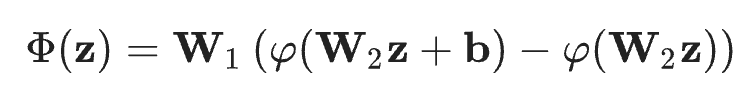 Φ(𝐳) = 𝐖₁ (φ(𝐖₂𝐳 + 𝐛) − φ(𝐖₂𝐳))